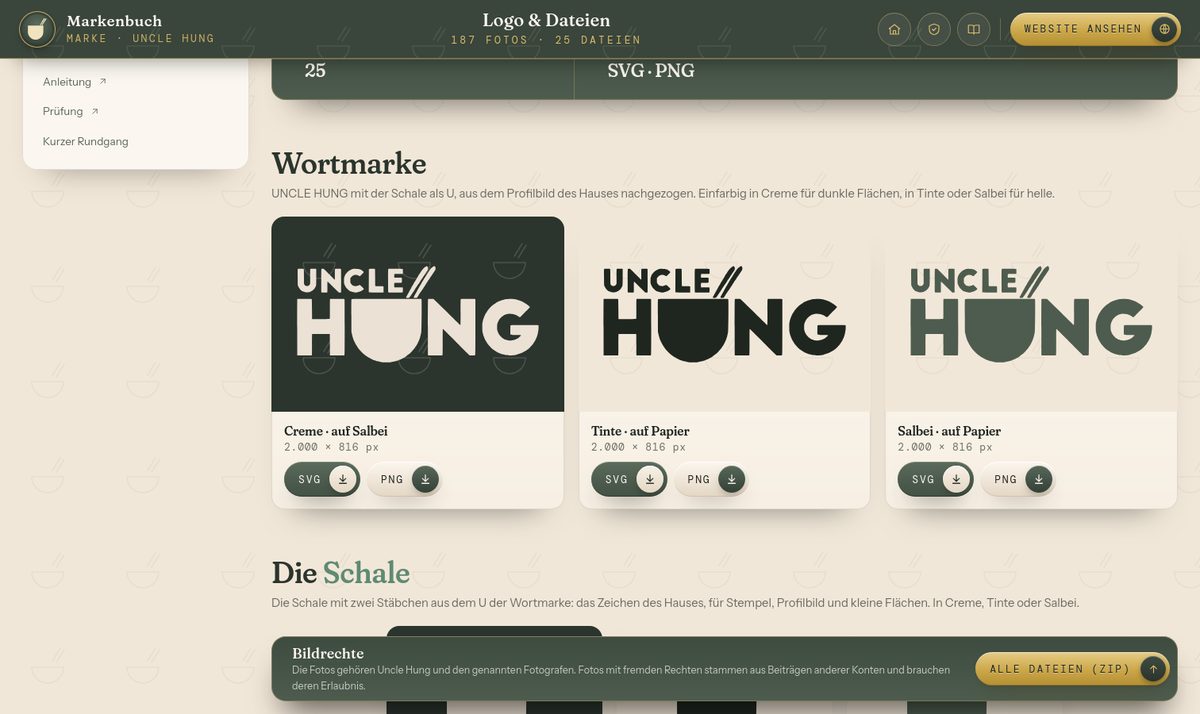 Markenbuch
MARKE · UNCLE HUNG
Logo & Dateien
187 FOTOS · 25 DATEIEN
WEBSITE ANSEHEN
Anleitung
Prüfung
Kurzer Rundgang
25
SVG · PNG
Wortmarke
UNCLE HUNG mit der Schale als U, aus dem Profilbild des Hauses nachgezogen. Einfarbig in Creme für dunkle Flächen, in Tinte oder Salbei für helle.
UNCLE
HUNG
UNCLE
HUNG
UNCLE
HUNG
Creme · auf Salbei
2.000 × 816 px
SVG
PNG
Tinte · auf Papier
2.000 × 816 px
SVG
PNG
Salbei · auf Papier
2.000 × 816 px
SVG
PNG
Die Schale
Die Schale mit zwei Stäbchen aus dem U der Wortmarke: das Zeichen des Hauses, für Stempel, Profilbild und kleine Flächen. In Creme, Tinte oder Salbei.
Bildrechte
Die Fotos gehören Uncle Hung und den genannten Fotografen. Fotos mit fremden Rechten stammen aus Beiträgen anderer Konten und brauchen
deren Erlaubnis.
ALLE DATEIEN (ZIP)